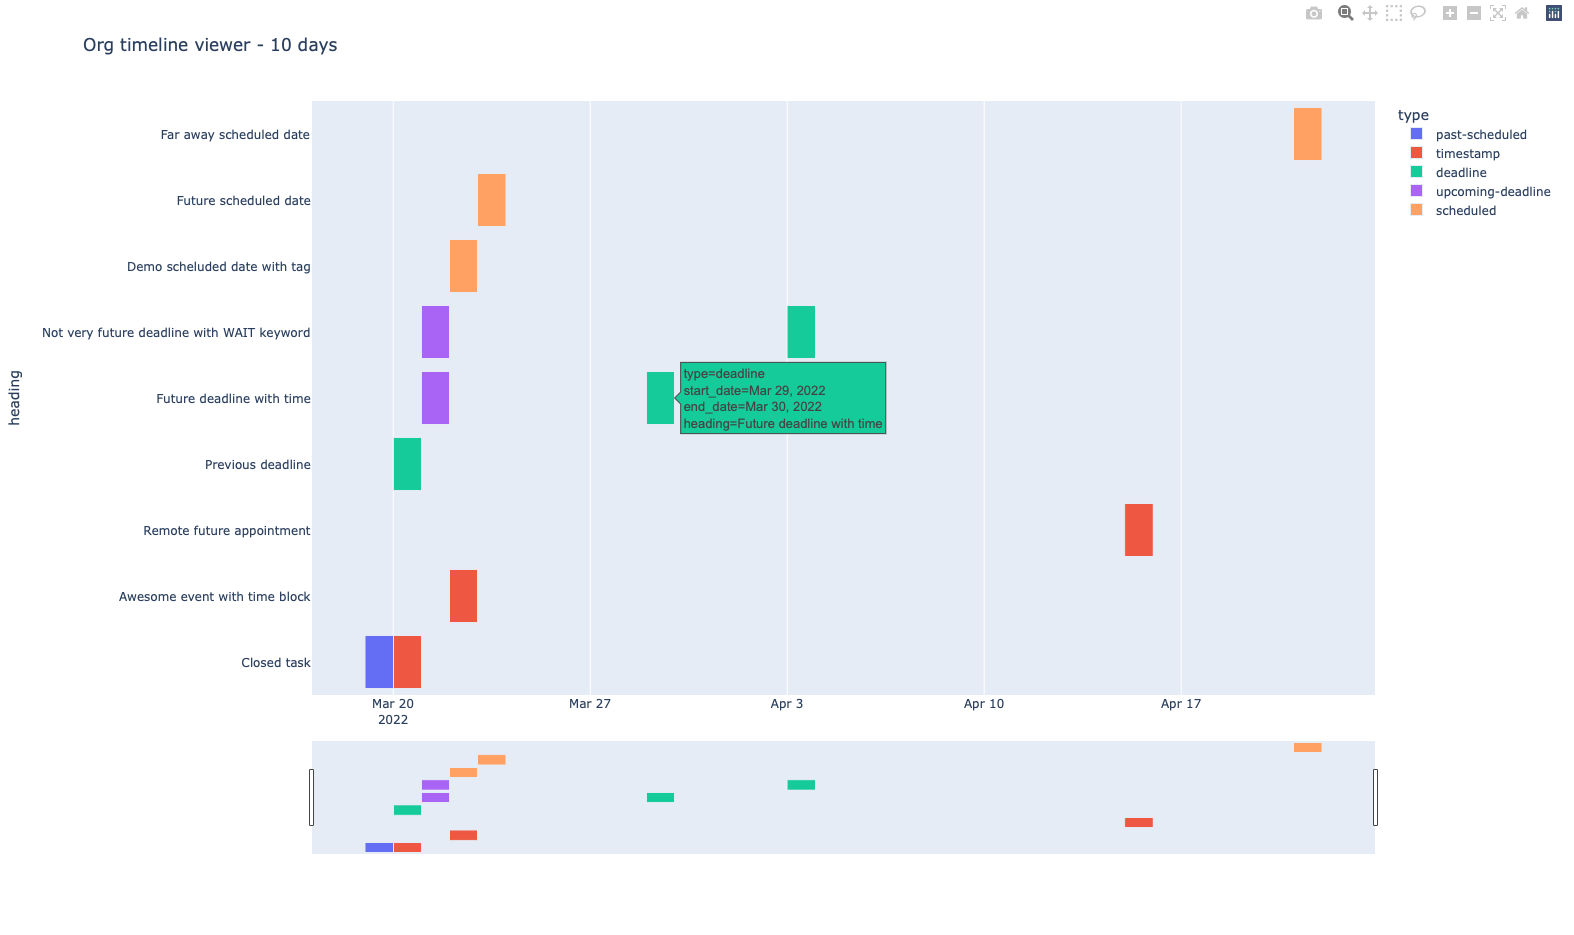 Org timeline viewer - 10 days
heading
Far away scheduled date
Future scheduled date
Demo scheluded date with tag
Not very future deadline with WAIT keyword
Future deadline with time
Previous deadline
Remote future appointment
Awesome event with time block
Closed task
type=deadline
start_date=Mar 29, 2022
end_date=Mar 30, 2022
heading=Future deadline with time
Mar 20
2022
Mar 27
Apr 3
Apr 10
Apr 17
type
past-scheduled
timestamp
deadline
upcoming-deadline
scheduled